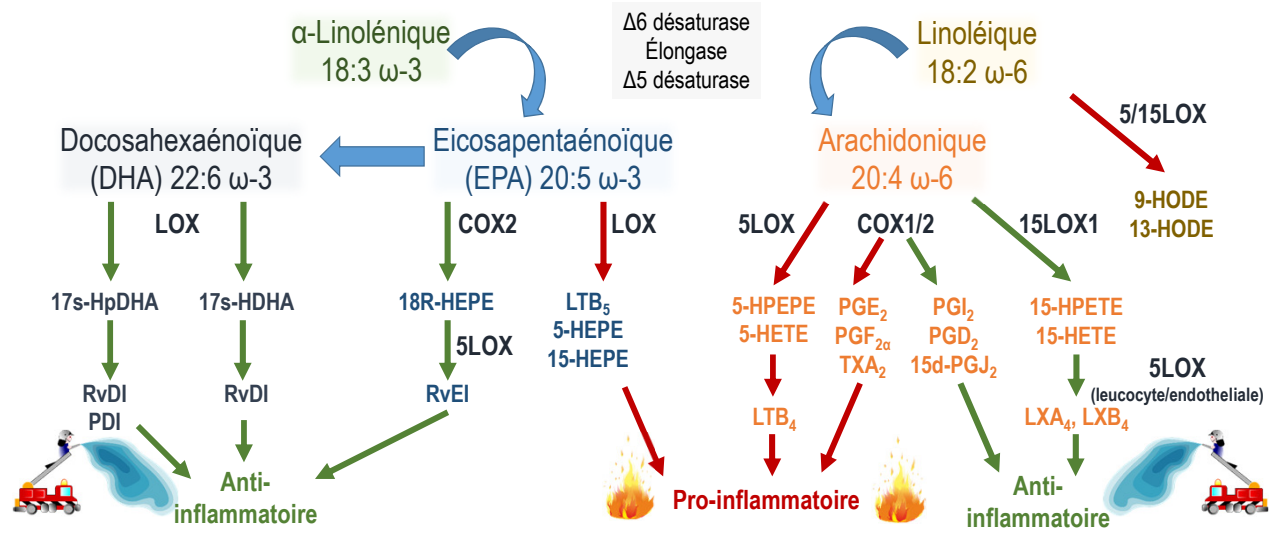 α-Linolénique
18:3 ω-3
Δ6 désaturase
Élongase
Δ5 désaturase
Linoléique
18:2 ω-6
5/15LOX
9-HODE
13-HODE
Docosahexaénoïque
(DHA) 22:6 ω-3
Eicosapentaénoïque
(EPA) 20:5 ω-3
Arachidonique
20:4 ω-6
LOX
COX2
LOX
5LOX
COX1/2
15LOX1
17s-HpDHA
17s-HDHA
18R-HEPE
LTB₅
5-HEPE
15-HEPE
5-HPEPE
5-HETE
PGE₂
PGF₂α
TXA₂
PGI₂
PGD₂
15d-PGJ₂
15-HPETE
15-HETE
5LOX
5LOX
(leucocyte/endotheliale)
RvDI
PDI
RvDI
RvEI
LTB₄
LXA₄, LXB₄
Anti-
inflammatoire
Pro-inflammatoire
Anti-
inflammatoire